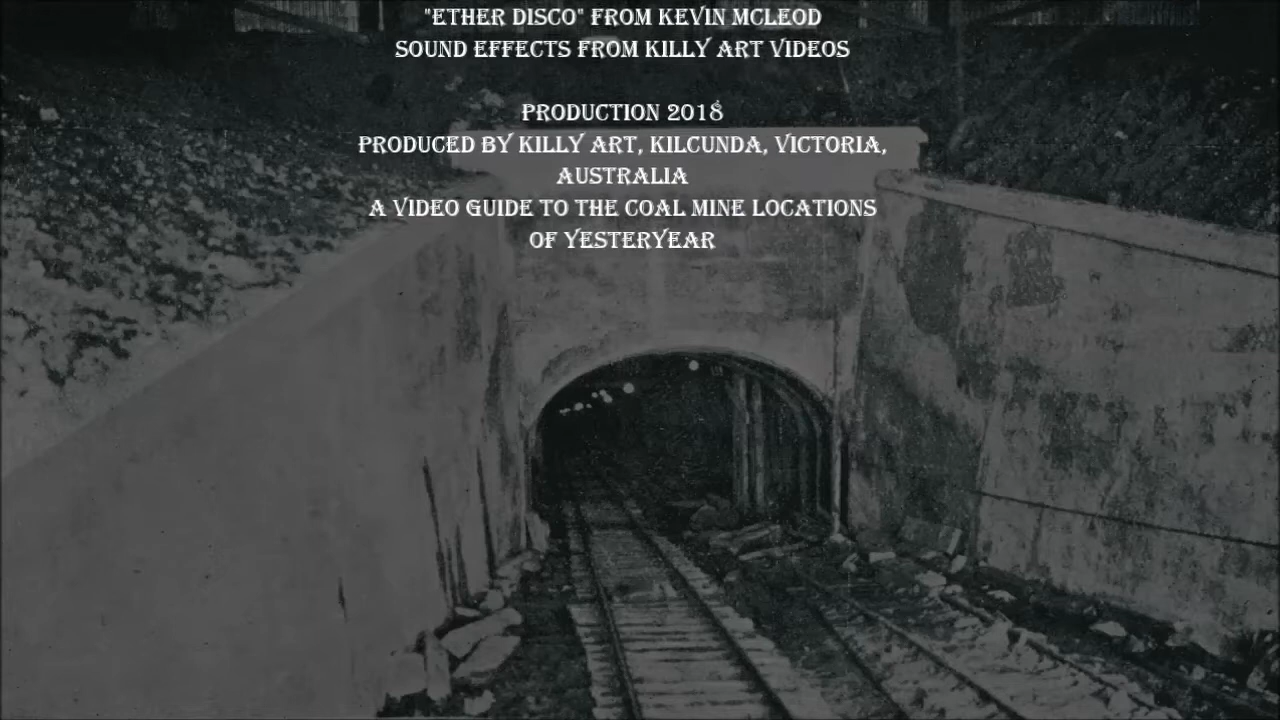 "ETHER DISCO" FROM KEVIN MCLEOD
SOUND EFFECTS FROM KILLY ART VIDEOS
PRODUCTION 2018
PRODUCED BY KILLY ART, KILCUNDA, VICTORIA,
AUSTRALIA
A VIDEO GUIDE TO THE COAL MINE LOCATIONS
OF YESTERYEAR